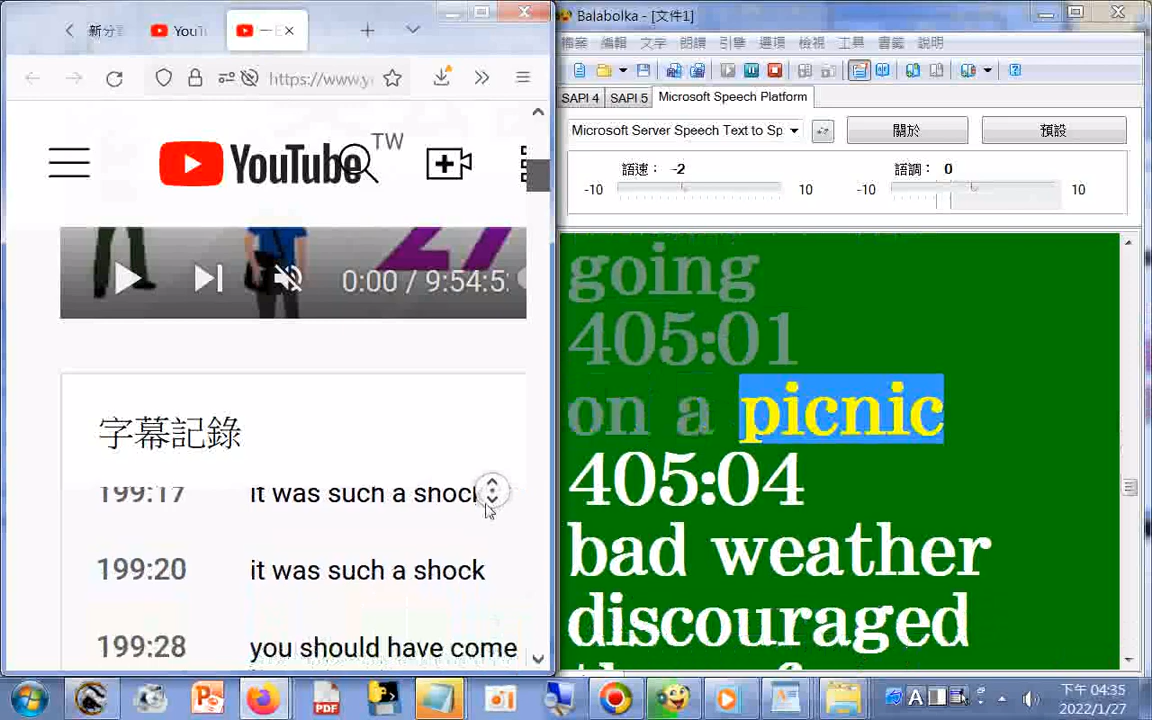 新分
YouT
一E
https://www.y
YouTube
TW
0:00 / 9:54:5
字幕記錄
199:17 it was such a shock
199:20 it was such a shock
199:28 you should have come
Balabolka - [文件1]
檔案 編輯 文字 朗讀 引擎 選項 檢視 工具 書籤 說明
SAPI 4 SAPI 5 Microsoft Speech Platform
Microsoft Server Speech Text to Sp
關於 預設
語速: -2 語調: 0
-10 10 -10 10
going
405:01
on a picnic
405:04
bad weather
discouraged
下午 04:35
2022/1/27
PDF
A